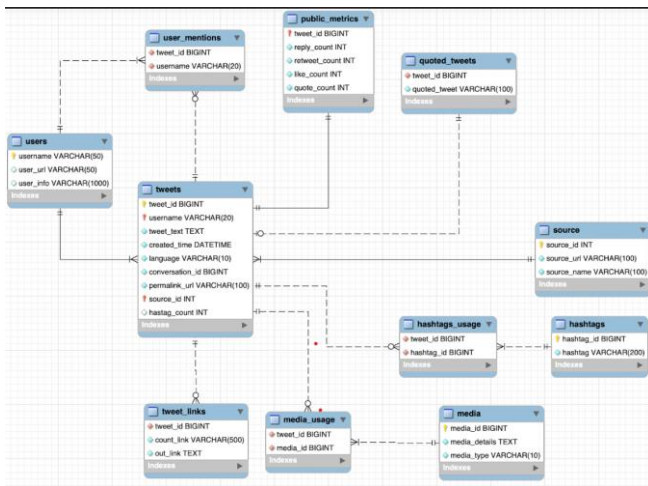 public_metrics
tweet_id BIGINT
reply_count INT
retweet_count INT
like_count INT
quote_count INT
Indexes
user_mentions
tweet_id BIGINT
username VARCHAR(20)
Indexes
quoted_tweets
tweet_id BIGINT
quoted_tweet VARCHAR(100)
Indexes
users
username VARCHAR(50)
user_url VARCHAR(50)
user_info VARCHAR(1000)
Indexes
tweets
tweet_id BIGINT
username VARCHAR(20)
tweet_text TEXT
created_time DATETIME
language VARCHAR(10)
conversation_id BIGINT
permalink_url VARCHAR(100)
source_id INT
hastag_count INT
Indexes
source
source_id INT
source_url VARCHAR(100)
source_name VARCHAR(100)
Indexes
hashtags_usage
tweet_id BIGINT
hashtag_id BIGINT
Indexes
hashtags
hashtag_id BIGINT
hashtag VARCHAR(200)
Indexes
tweet_links
tweet_id BIGINT
count_link VARCHAR(500)
out_link TEXT
Indexes
media_usage
tweet_id BIGINT
media_id BIGINT
Indexes
media
media_id BIGINT
media_details TEXT
media_type VARCHAR(10)
Indexes